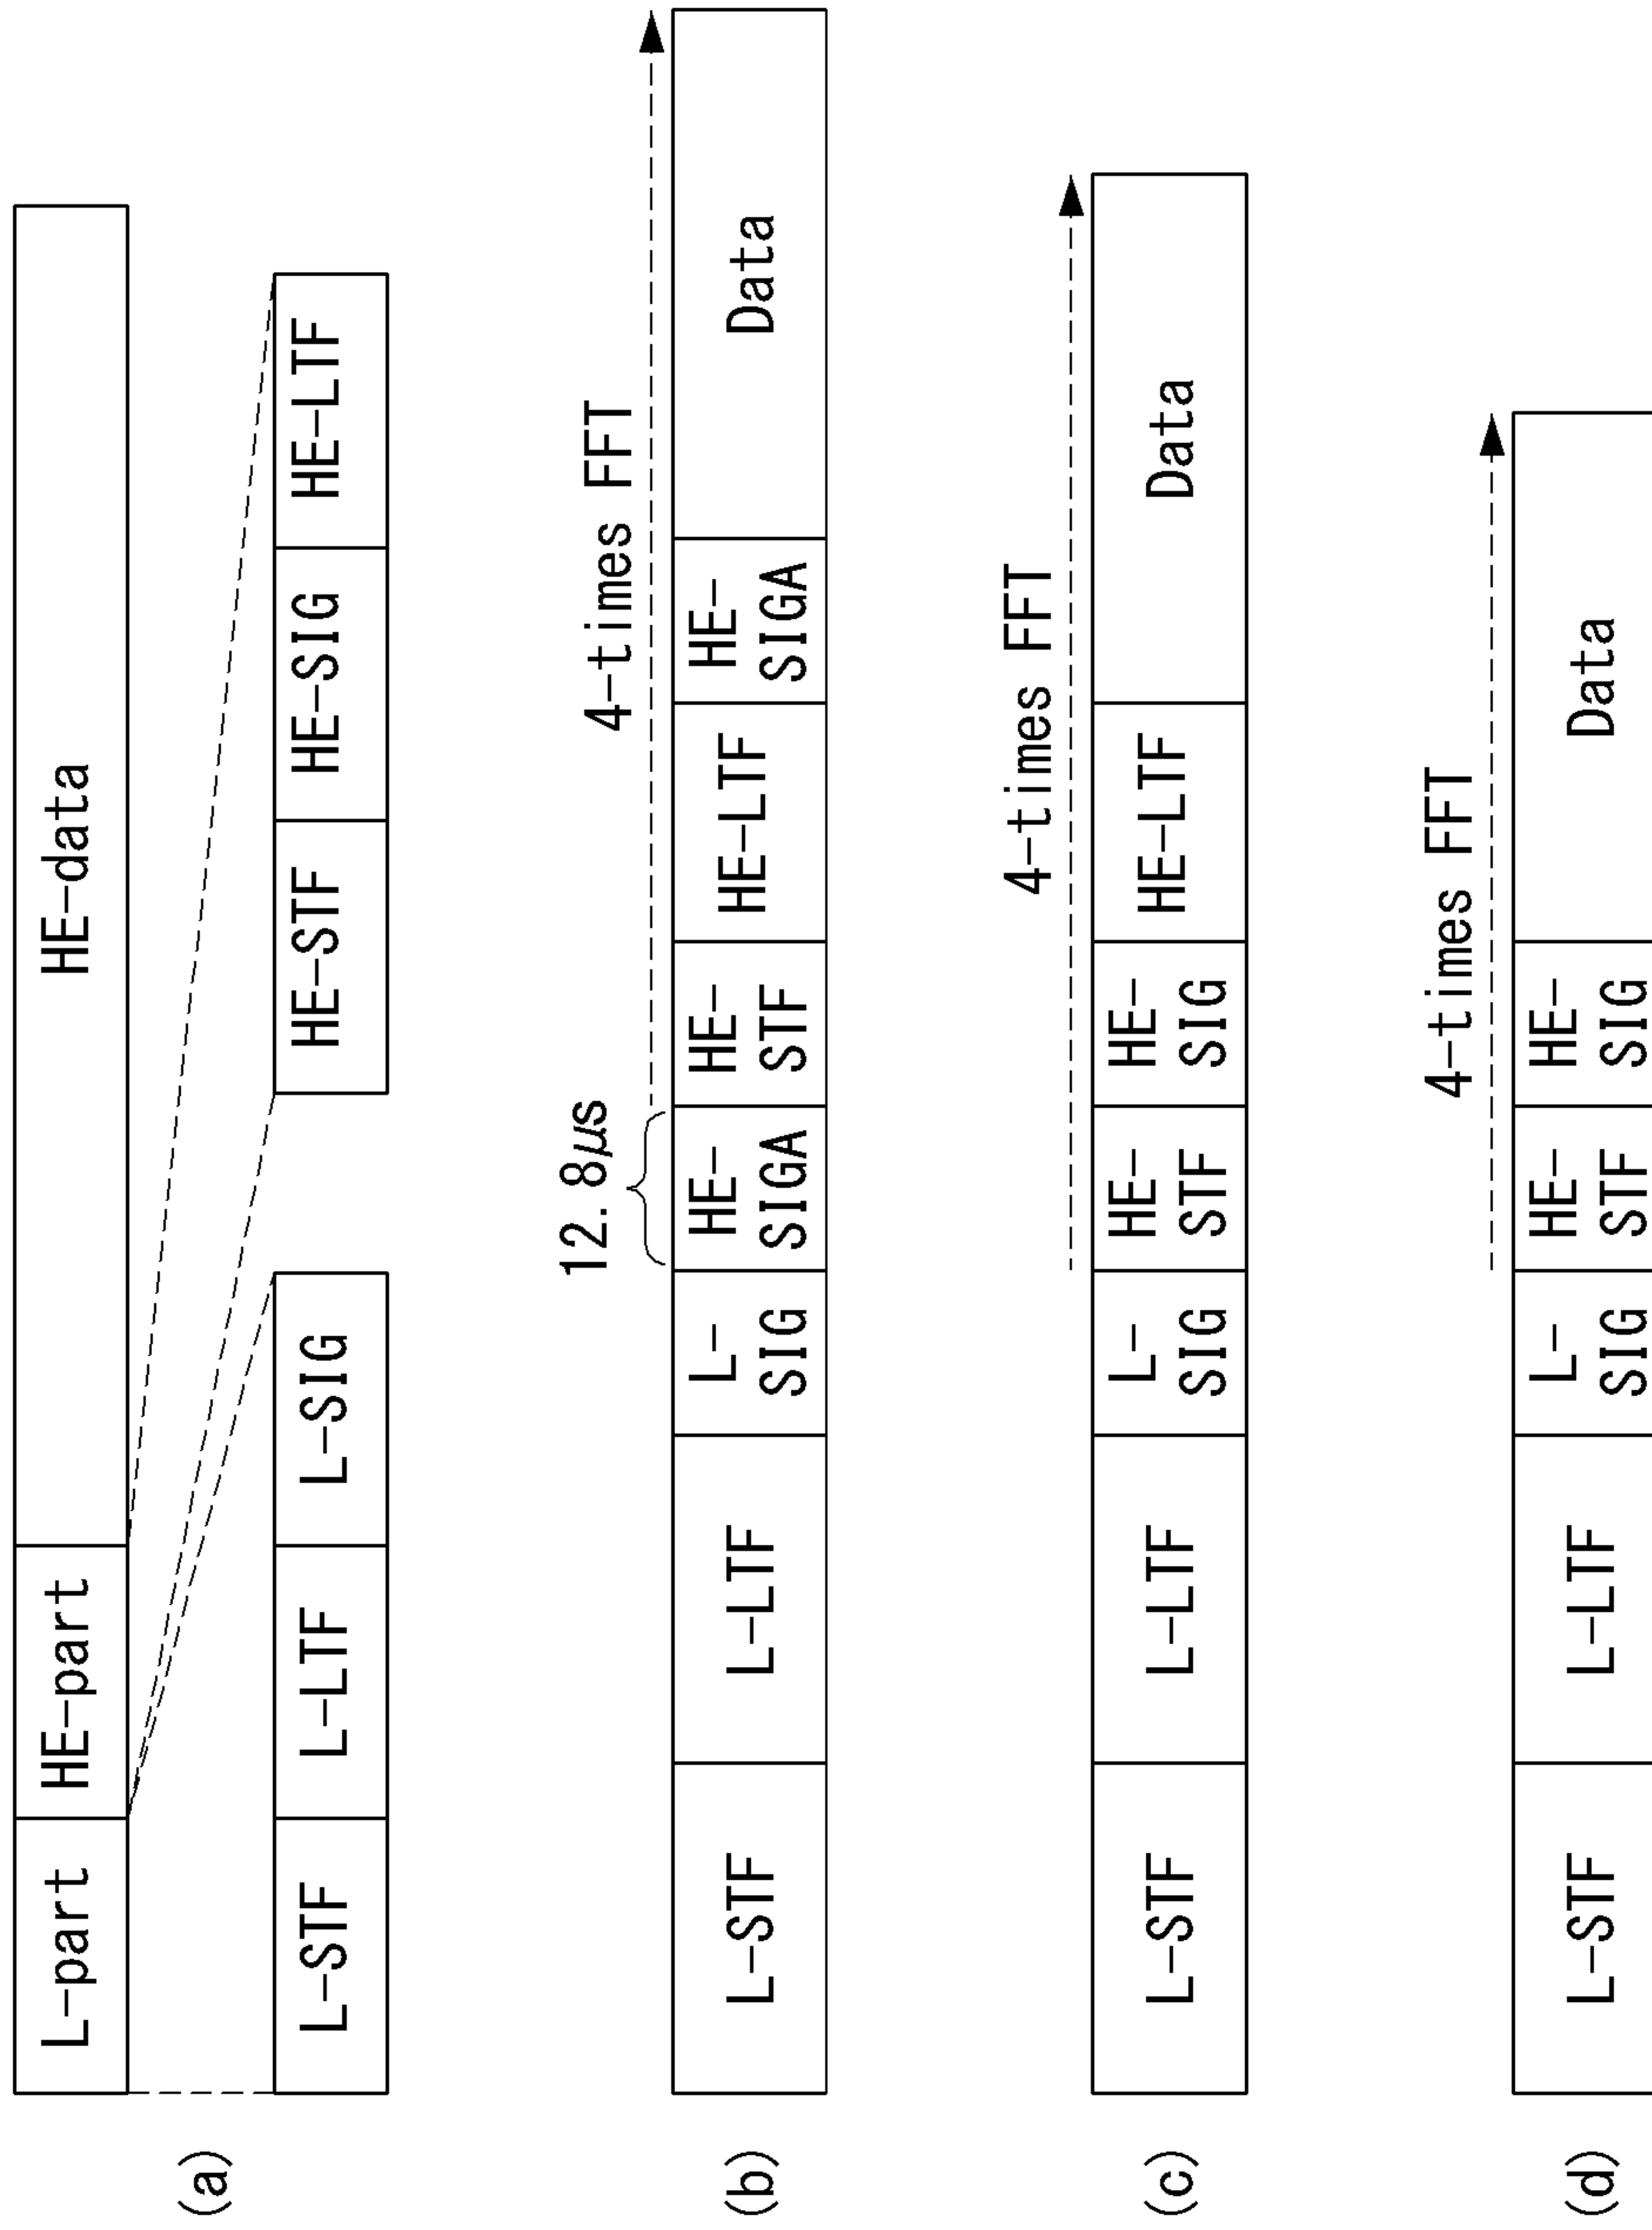 (a)
L-part HE-part HE-data
L-STF L-LTF L-SIG HE-STF HE-SIG HE-LTF
(b)
12.8μs 4-times FFT
L-STF L-LTF L-
SIG HE-
SIGA HE-
STF HE-LTF HE-
SIGA Data
(c)
4-times FFT
L-STF L-LTF L-
SIG HE-
STF HE-
SIG HE-LTF Data
(d)
4-times FFT
L-STF L-LTF L-
SIG HE-
STF HE-
SIG Data